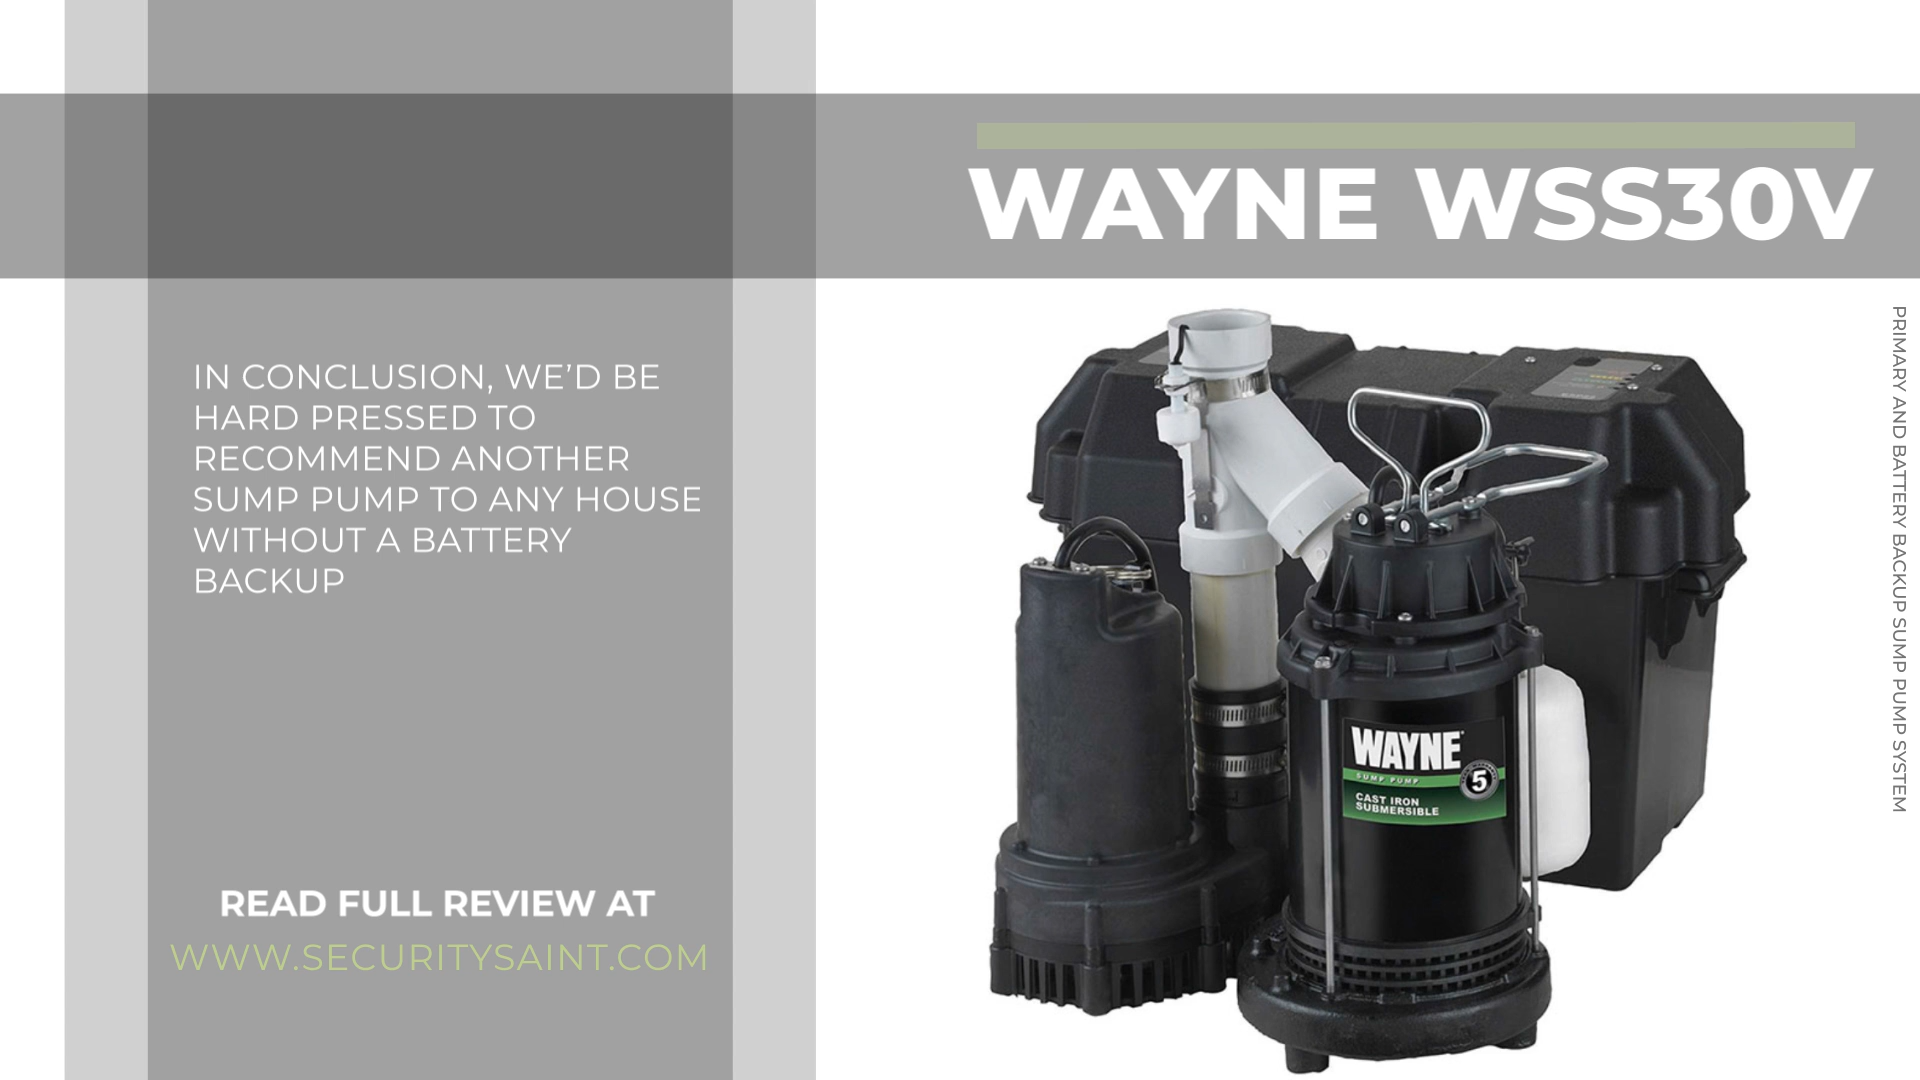 WAYNE WSS30V
IN CONCLUSION, WE’D BE
HARD PRESSED TO
RECOMMEND ANOTHER
SUMP PUMP TO ANY HOUSE
WITHOUT A BATTERY
BACKUP
READ FULL REVIEW AT
WWW.SECURITYSAINT.COM
PRIMARY AND BATTERY BACKUP SUMP PUMP SYSTEM
WAYNE
SUMP PUMP
5
CAST IRON
SUBMERSIBLE